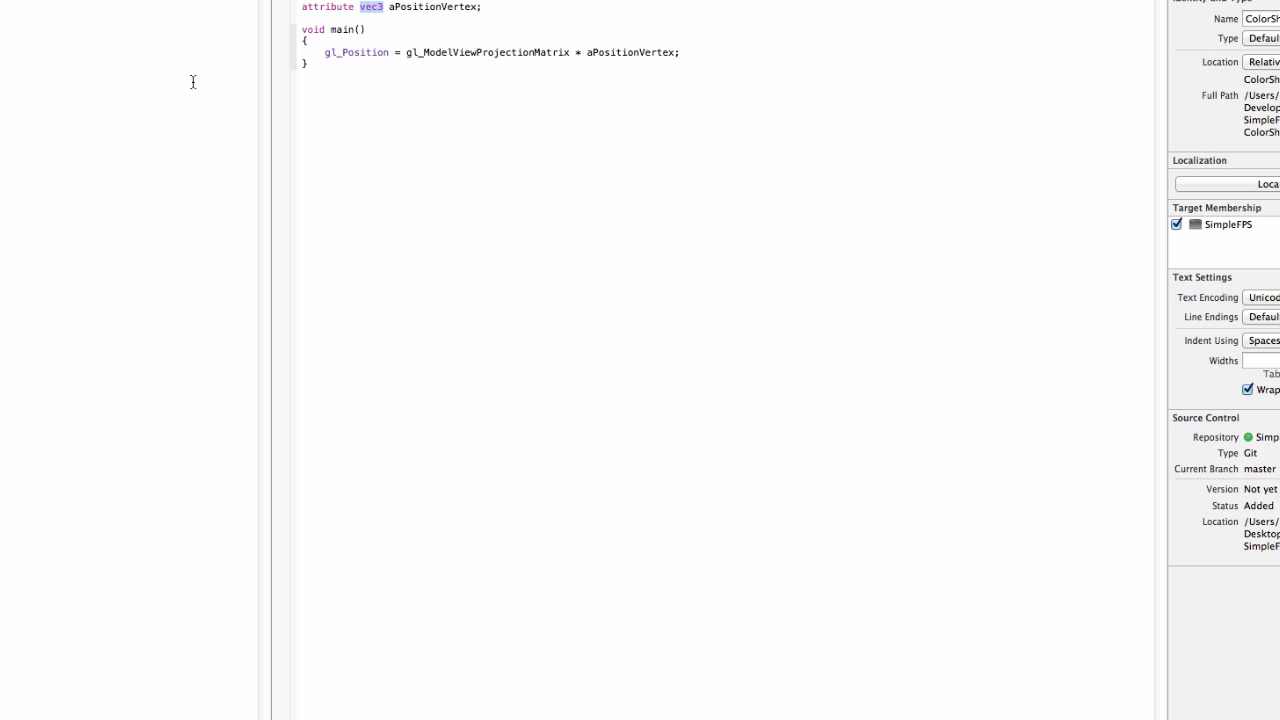 attribute vec3 aPositionVertex;
void main()
{
gl_Position = gl_ModelViewProjectionMatrix * aPositionVertex;
}
Identity and Type
Name ColorSh
Type Defaul
Location Relativ
ColorSh
Full Path /Users/
Develop
SimpleF
ColorSh
Localization
Loca
Target Membership
SimpleFPS
Text Settings
Text Encoding Unicod
Line Endings Defaul
Indent Using Spaces
Widths
Tab
Wrap
Source Control
Repository Simp
Type Git
Current Branch master
Version Not yet
Status Added
Location /Users/
Desktop
SimpleF